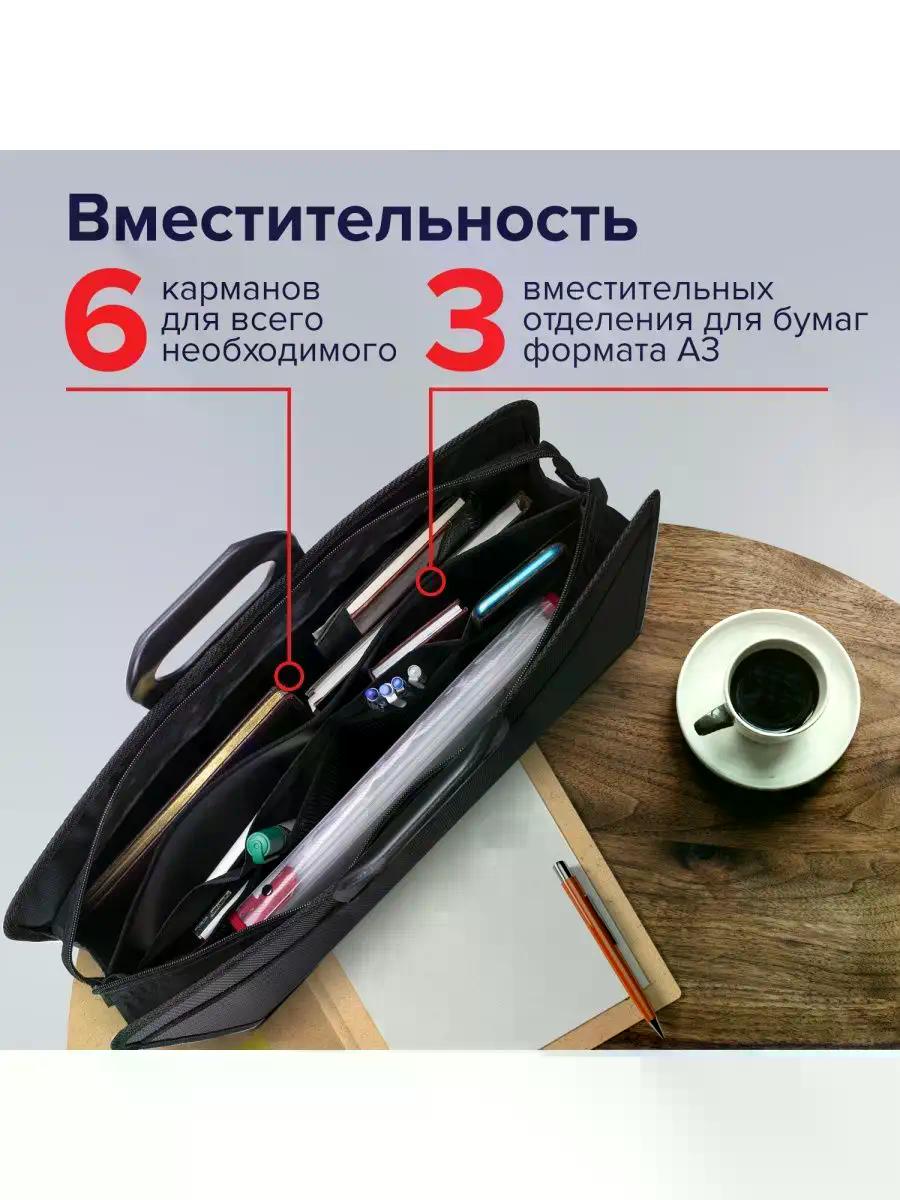 Вместительность
6
карманов
для всего
необходимого
3
вместительных
отделения для бумаг
формата А3